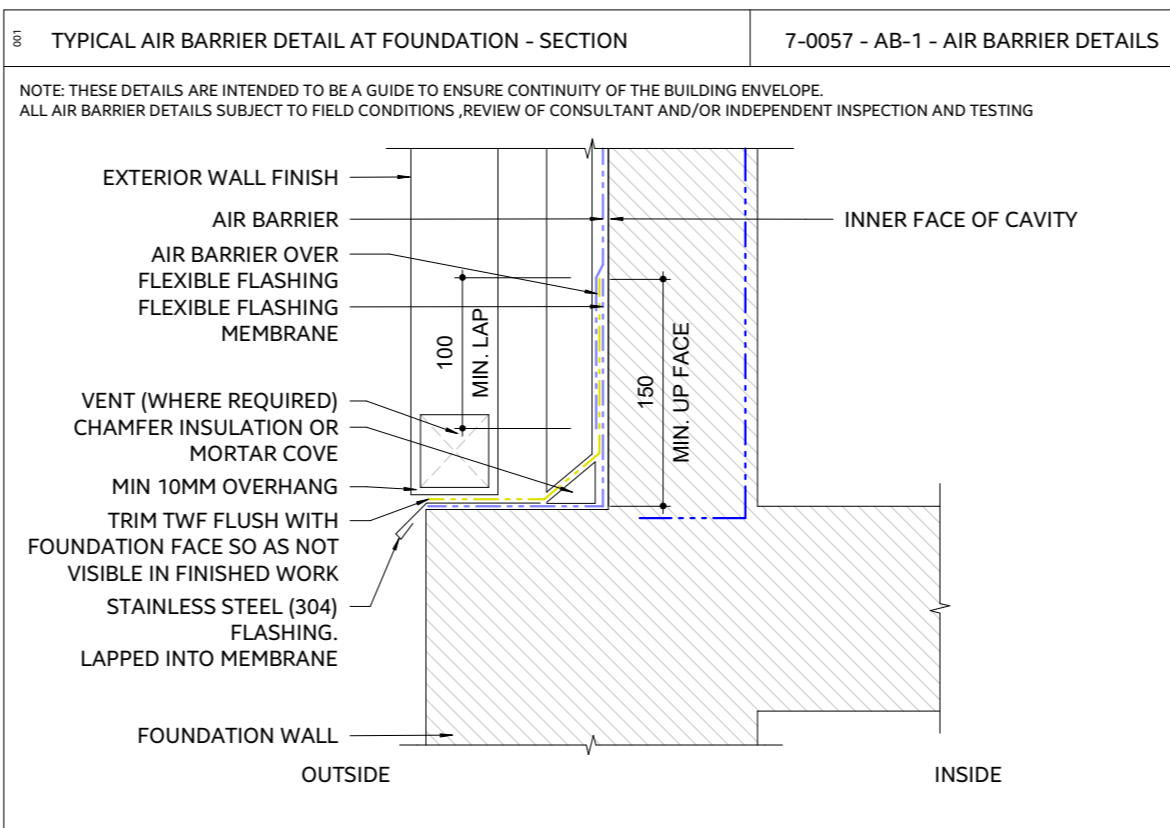 001
TYPICAL AIR BARRIER DETAIL AT FOUNDATION - SECTION
7-0057 - AB-1 - AIR BARRIER DETAILS
NOTE: THESE DETAILS ARE INTENDED TO BE A GUIDE TO ENSURE CONTINUITY OF THE BUILDING ENVELOPE.
ALL AIR BARRIER DETAILS SUBJECT TO FIELD CONDITIONS ,REVIEW OF CONSULTANT AND/OR INDEPENDENT INSPECTION AND TESTING
EXTERIOR WALL FINISH
AIR BARRIER
INNER FACE OF CAVITY
AIR BARRIER OVER
FLEXIBLE FLASHING
FLEXIBLE FLASHING
MEMBRANE
100
MIN. LAP
150
MIN. UP FACE
VENT (WHERE REQUIRED)
CHAMFER INSULATION OR
MORTAR COVE
MIN 10MM OVERHANG
TRIM TWF FLUSH WITH
FOUNDATION FACE SO AS NOT
VISIBLE IN FINISHED WORK
STAINLESS STEEL (304)
FLASHING.
LAPPED INTO MEMBRANE
FOUNDATION WALL
OUTSIDE
INSIDE